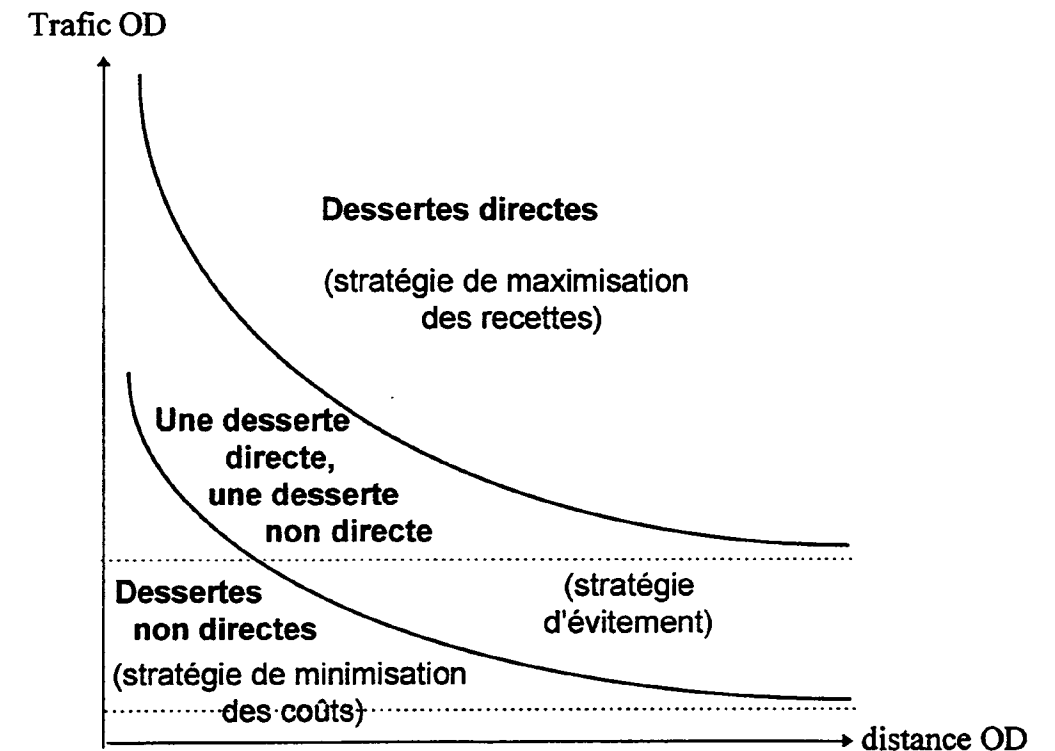 Trafic OD
Dessertes directes
(stratégie de maximisation
des recettes)
Une desserte
directe,
une desserte
non directe
Dessertes
non directes
(stratégie de minimisation
des coûts)
(stratégie
d'évitement)
distance OD